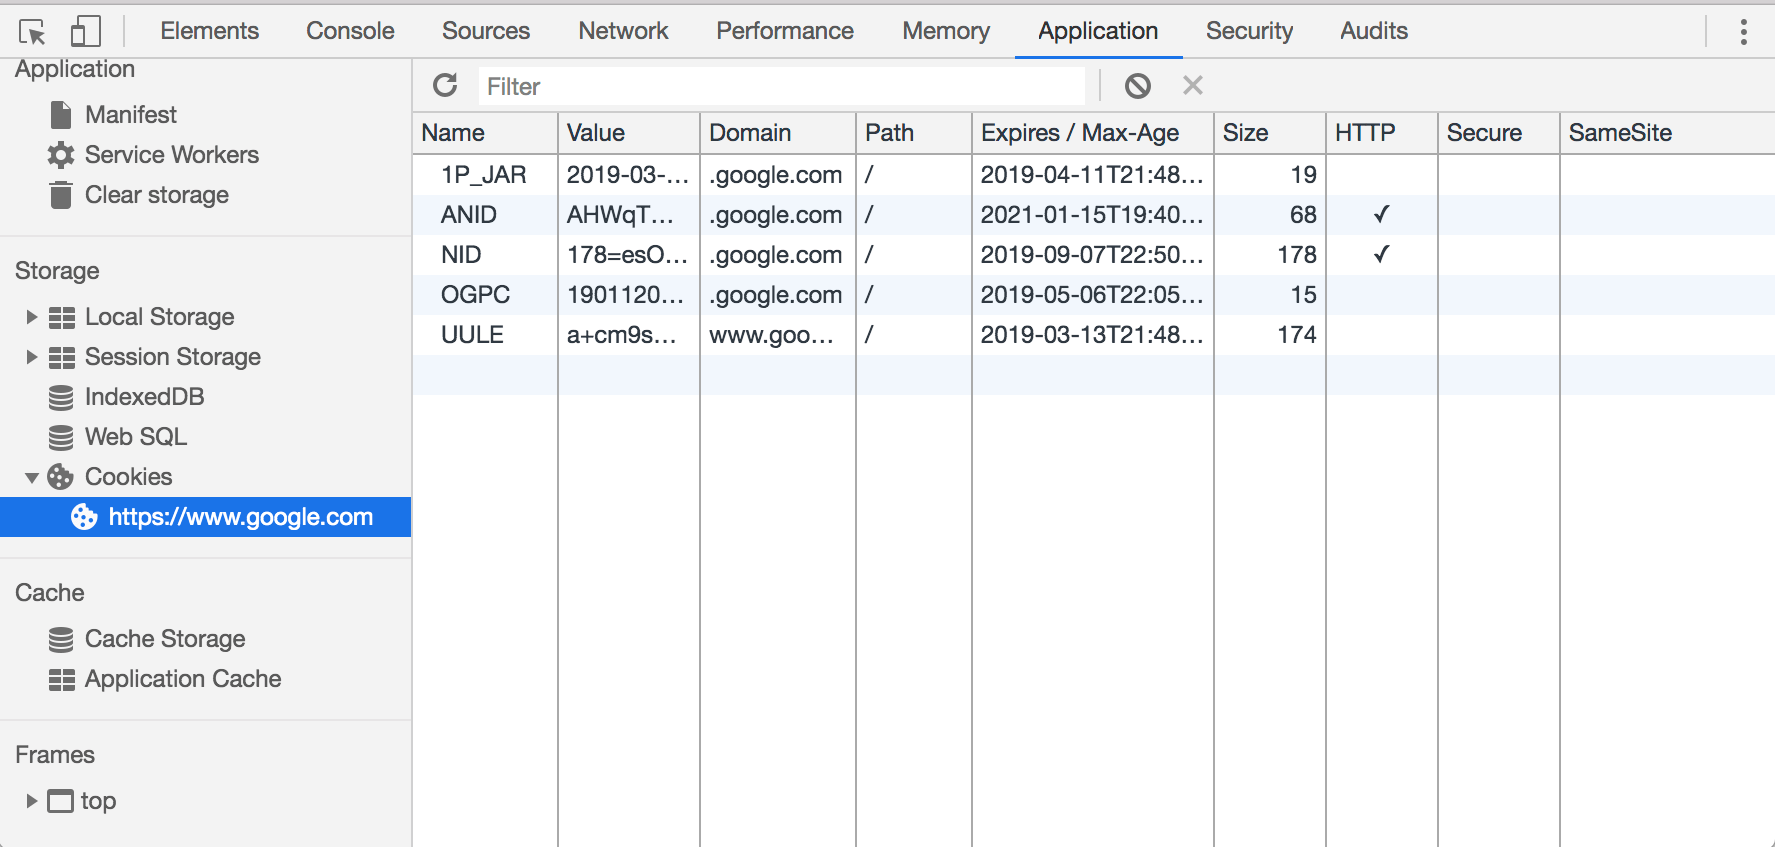 Elements Console Sources Network Performance Memory Application Security Audits
Application
Manifest
Service Workers
Clear storage
Storage
Local Storage
Session Storage
IndexedDB
Web SQL
Cookies
https://www.google.com
Cache
Cache Storage
Application Cache
Frames
top
Filter
Name Value Domain Path Expires / Max-Age Size HTTP Secure SameSite
1P_JAR 2019-03-... .google.com / 2019-04-11T21:48... 19
ANID AHWqT... .google.com / 2021-01-15T19:40... 68 ✓
NID 178=esO... .google.com / 2019-09-07T22:50... 178 ✓
OGPC 1901120... .google.com / 2019-05-06T22:05... 15
UULE a+cm9s... www.goo... / 2019-03-13T21:48... 174